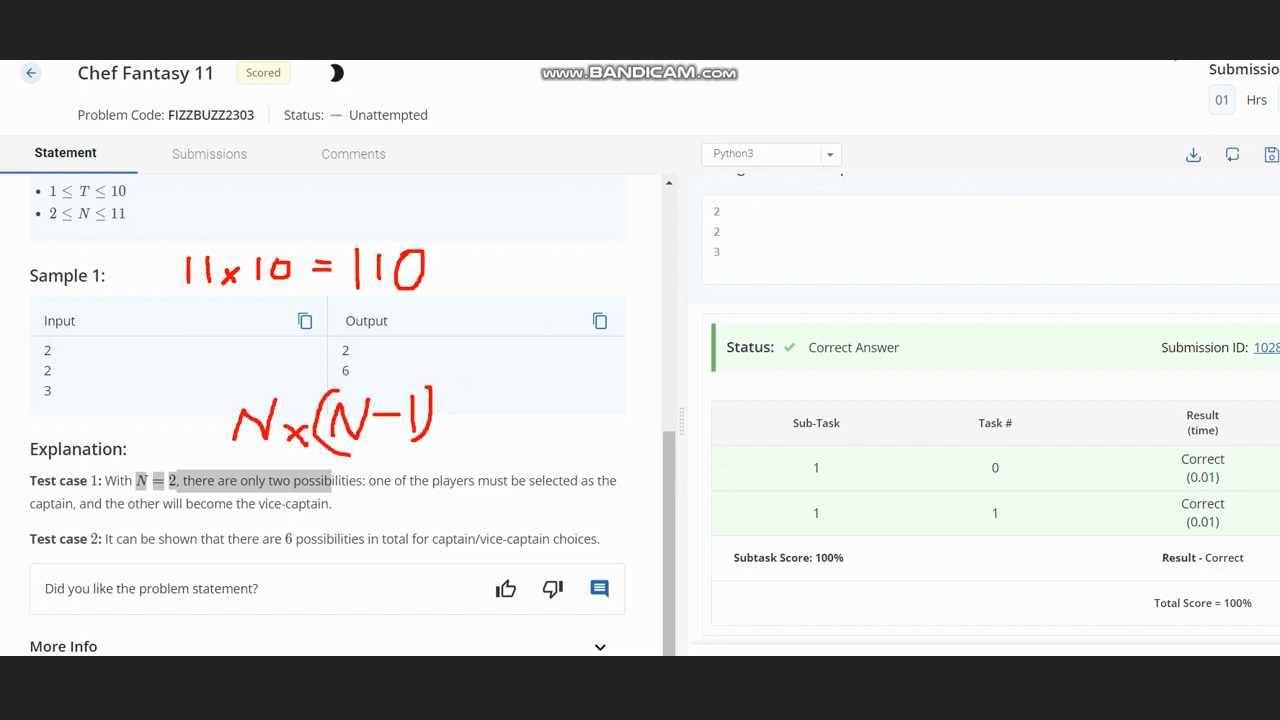 www.BANDICAM.com
Chef Fantasy 11
Scored
Submissio
Problem Code: FIZZBUZZ2303
Status: — Unattempted
01 Hrs
Statement
Submissions
Comments
Python3
• 1 ≤ T ≤ 10
• 2 ≤ N ≤ 11
2
2
3
11 x 10 = 110
Sample 1:
Input
Output
2
2
2
6
3
N x (N - 1)
Explanation:
Test case 1: With N = 2, there are only two possibilities: one of the players must be selected as the
captain, and the other will become the vice-captain.
Test case 2: It can be shown that there are 6 possibilities in total for captain/vice-captain choices.
Did you like the problem statement?
More Info
Status: ✓ Correct Answer
Submission ID: 1028
Sub-Task
Task #
Result
(time)
1
0
Correct
(0.01)
1
1
Correct
(0.01)
Subtask Score: 100%
Result - Correct
Total Score = 100%